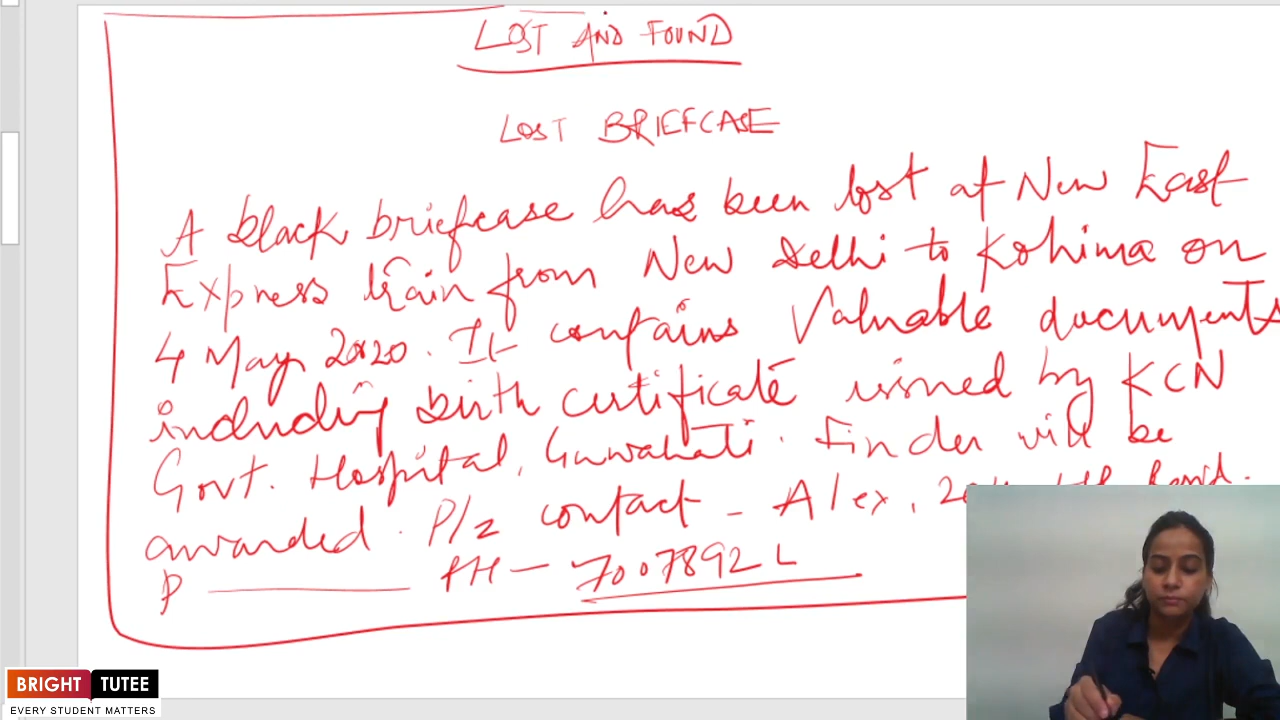 LOST AND FOUND
LOST BRIEFCASE
A black briefcase has been lost at New East
Express train from New Delhi to Kohima on
4 May 2020. It contains Valuable documents
including birth certificate issued by KCN
Govt. Hospital, Guwahati. Finder will be
awarded. Plz contact - Alex,
P PH - 7007892
BRIGHT TUTEE
EVERY STUDENT MATTERS